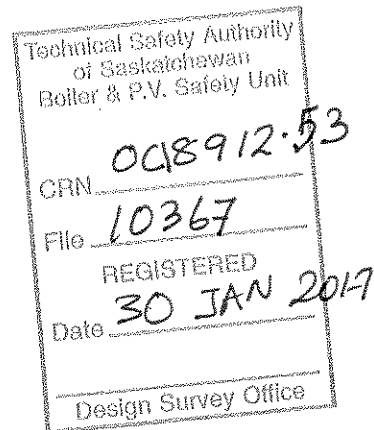 Technical Safety Authority
of Saskatchewan
Boiler & P.V. Safety Unit
CRN 0C18912.53
File 10367
REGISTERED
Date 30 JAN 2017
Design Survey Office